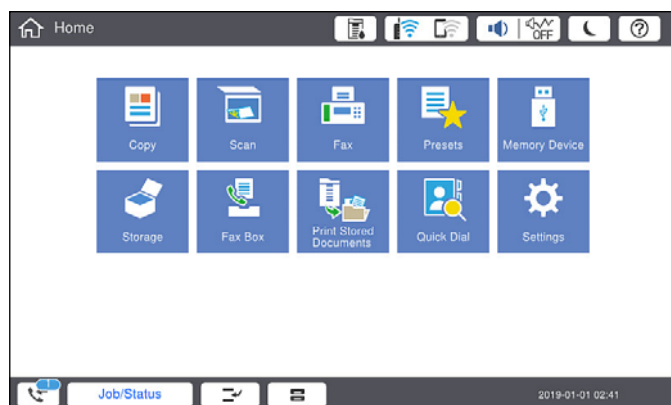 Home
OFF
Copy
Scan
Fax
Presets
Memory Device
Storage
Fax Box
Print Stored
Documents
Quick Dial
Settings
Job/Status
2019-01-01 02:41